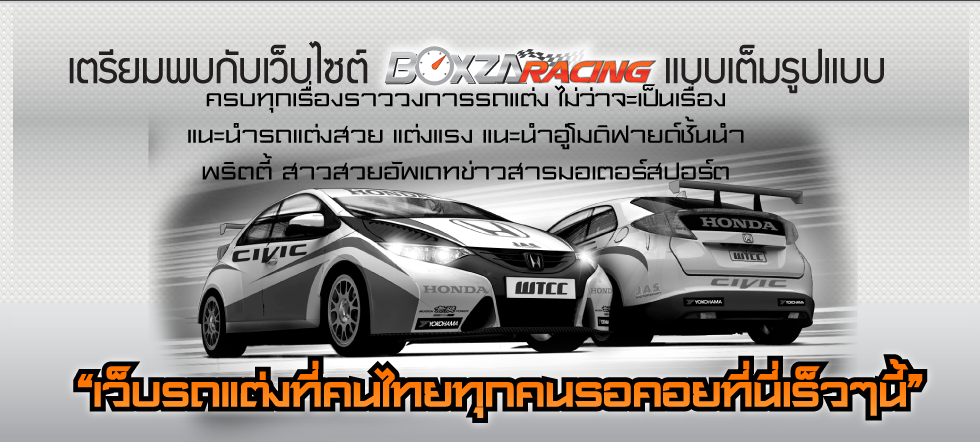 เตรียมพบกับเว็บไซต์ BOXZA RACING แบบเต็มรูปแบบ
ครบทุกเรื่องราววงการรถแต่ง ไม่ว่าจะเป็นเรื่อง
แนะนำรถแต่งสวย แต่งแรง แนะนำอู่โมดิฟายด์ชั้นนำ
พริตตี้ สาวสวยอัพเดทข่าวสารมอเตอร์สปอร์ต
HONDA
HONDA
CIVIC
J.A.S
WTCC
WTCC
CIVIC
HONDA
HONDA
J.A.S
YOKOHAMA
YOKOHAMA
YOKOHAMA
“เว็บรถแต่งที่คนไทยทุกคนรอคอยที่นี่เร็วๆนี้”